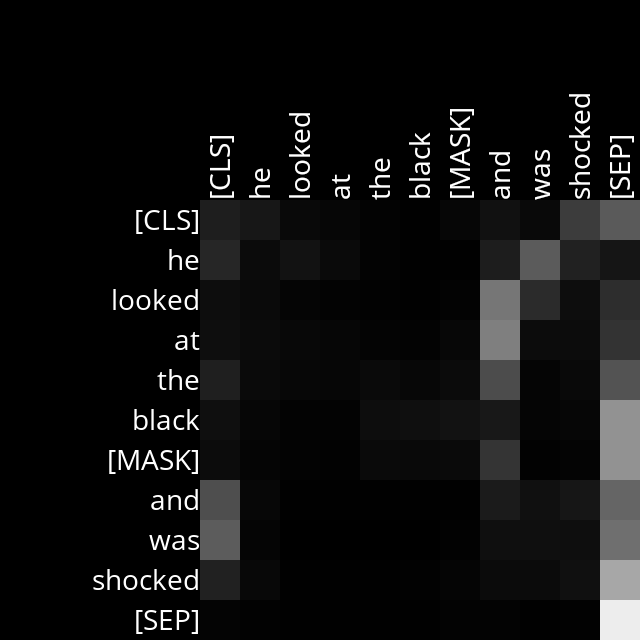 [CLS] he looked at the black [MASK] and was shocked [SEP]
[CLS]
he
looked
at
the
black
[MASK]
and
was
shocked
[SEP]